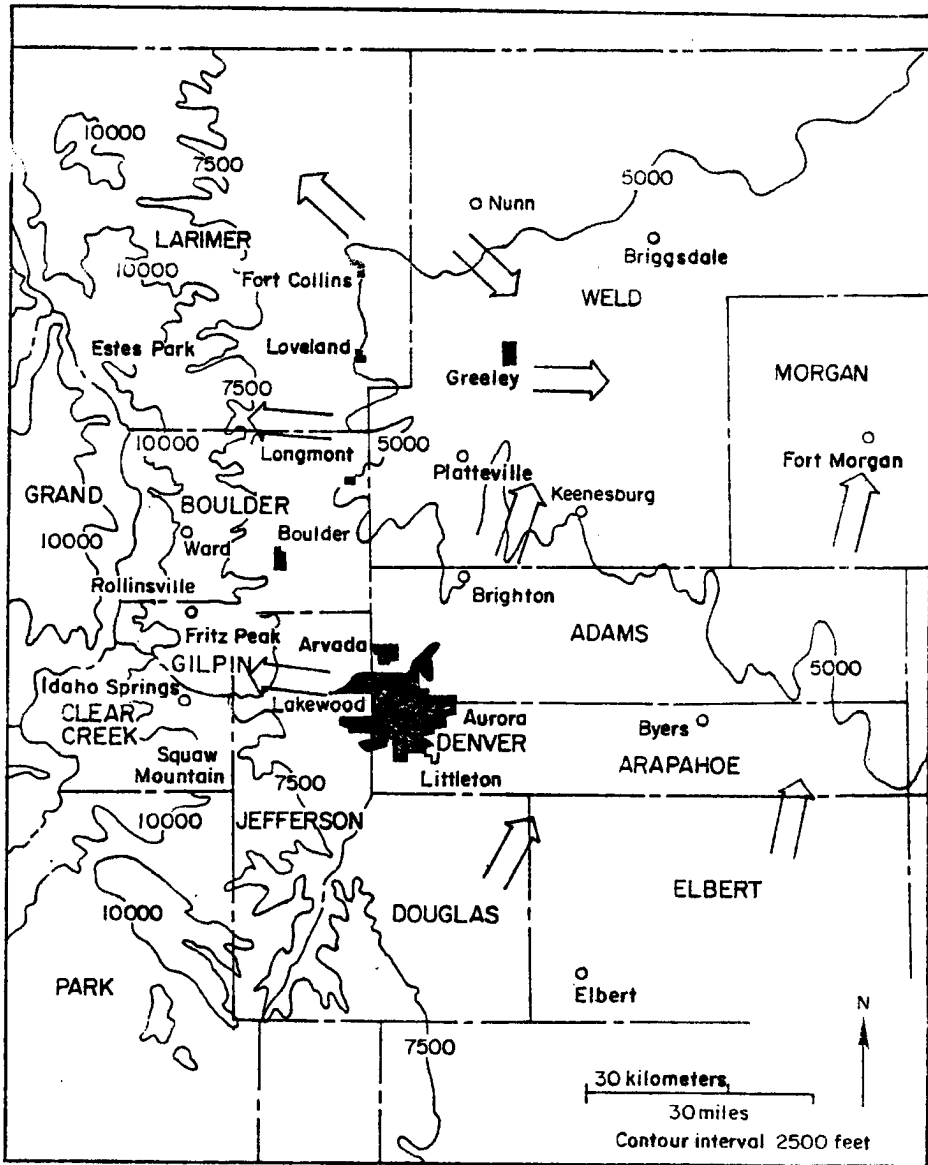 10000
7500
5000
Nunn
LARIMER
Briggsdale
10000
Fort Collins
WELD
Estes Park
Loveland
Greeley
MORGAN
7500
10000
5000
Longmont
Platteville
Fort Morgan
GRAND
BOULDER
Keenesburg
10000
Ward
Boulder
Rollinsville
Brighton
Fritz Peak
Arvada
ADAMS
GILPIN
5000
Idaho Springs
Lakewood
CLEAR
CREEK
Aurora
Byers
DENVER
Squaw
Mountain
ARAPAHOE
7500
Littleton
10000
JEFFERSON
10000
DOUGLAS
ELBERT
PARK
Elbert
N
7500
30 kilometers
30 miles
Contour interval 2500 feet